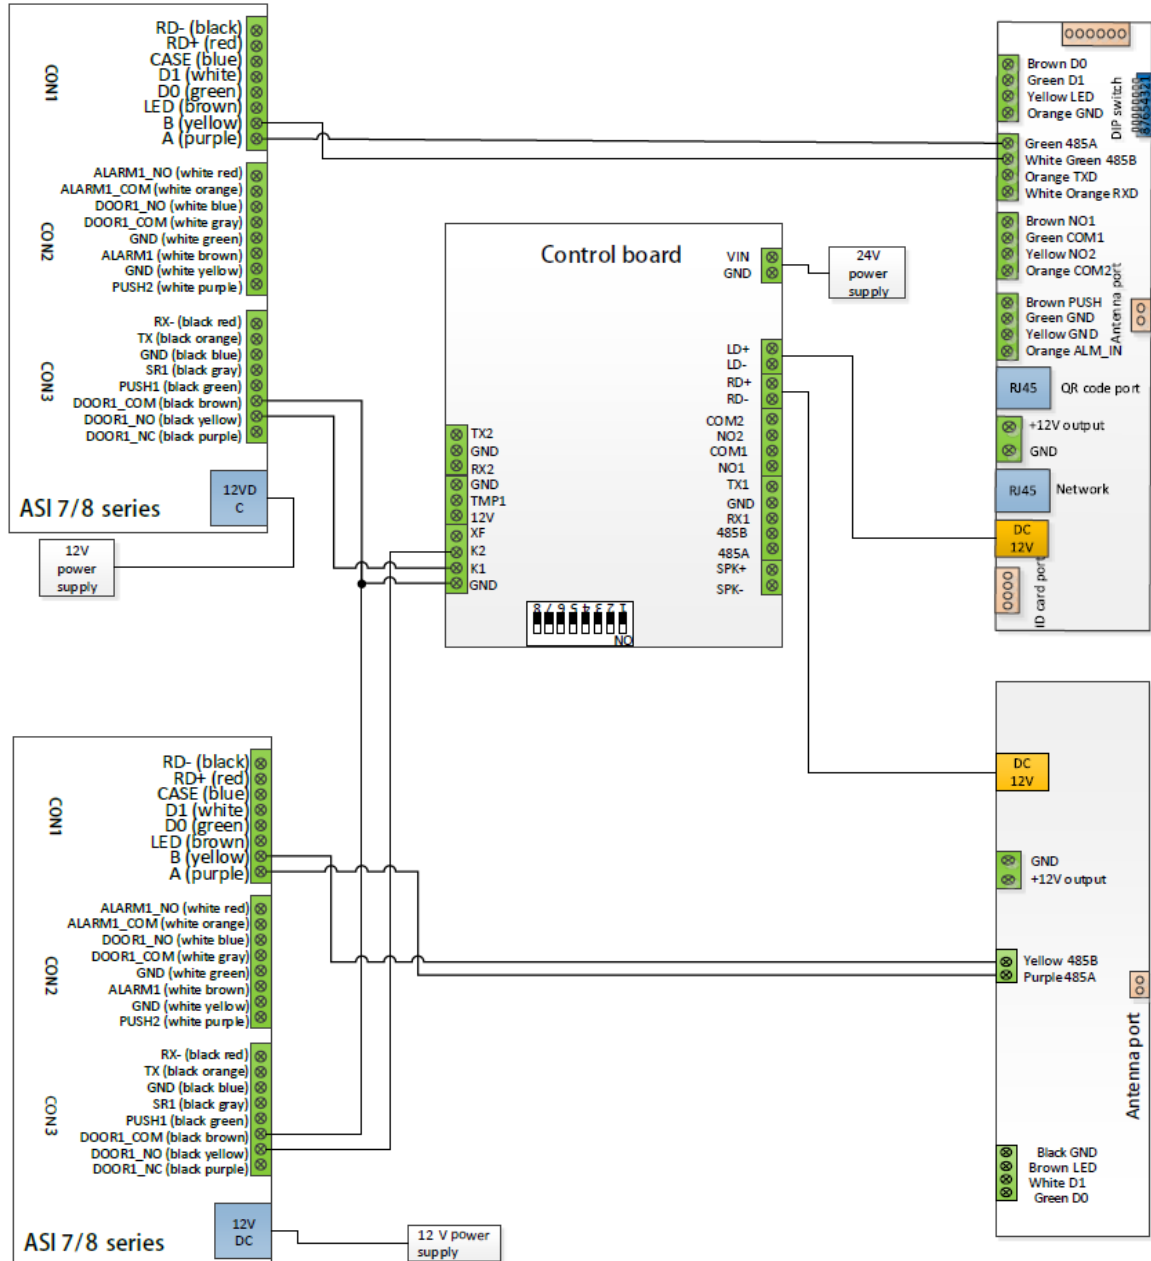 RD- (black)
RD+ (red)
CASE (blue)
D1 (white)
D0 (green)
LED (brown)
B (yellow)
A (purple)
CON1
ALARM1_NO (white red)
ALARM1_COM (white orange)
DOOR1_NO (white blue)
DOOR1_COM (white gray)
GND (white green)
ALARM1 (white brown)
GND (white yellow)
PUSH2 (white purple)
CON2
RX- (black red)
TX (black orange)
GND (black blue)
SR1 (black gray)
PUSH1 (black green)
DOOR1_COM (black brown)
DOOR1_NO (black yellow)
DOOR1_NC (black purple)
CON3
12VD
C
ASI 7/8 series
12V
power
supply
Control board
VIN
GND
24V
power
supply
LD+
LD-
RD+
RD-
COM2
NO2
COM1
NO1
TX1
GND
RX1
485B
485A
SPK+
SPK-
TX2
GND
RX2
GND
TMP1
12V
XF
K2
K1
GND
8 7 6 5 4 3 2 1
ON
Brown D0
Green D1
Yellow LED
Orange GND
DIP switch
87654321
Green 485A
White Green 485B
Orange TXD
White Orange RXD
Brown NO1
Green COM1
Yellow NO2
Orange COM2
Antenna port
Brown PUSH
Green GND
Yellow GND
Orange ALM_IN
RJ45
QR code port
+12V output
GND
RJ45
Network
DC
12V
ID card port
RD- (black)
RD+ (red)
CASE (blue)
D1 (white)
D0 (green)
LED (brown)
B (yellow)
A (purple)
CON1
ALARM1_NO (white red)
ALARM1_COM (white orange)
DOOR1_NO (white blue)
DOOR1_COM (white gray)
GND (white green)
ALARM1 (white brown)
GND (white yellow)
PUSH2 (white purple)
CON2
RX- (black red)
TX (black orange)
GND (black blue)
SR1 (black gray)
PUSH1 (black green)
DOOR1_COM (black brown)
DOOR1_NO (black yellow)
DOOR1_NC (black purple)
CON3
12V
DC
ASI 7/8 series
12 V power
supply
DC
12V
GND
+12V output
Yellow 485B
Purple 485A
Antenna port
Black GND
Brown LED
White D1
Green D0